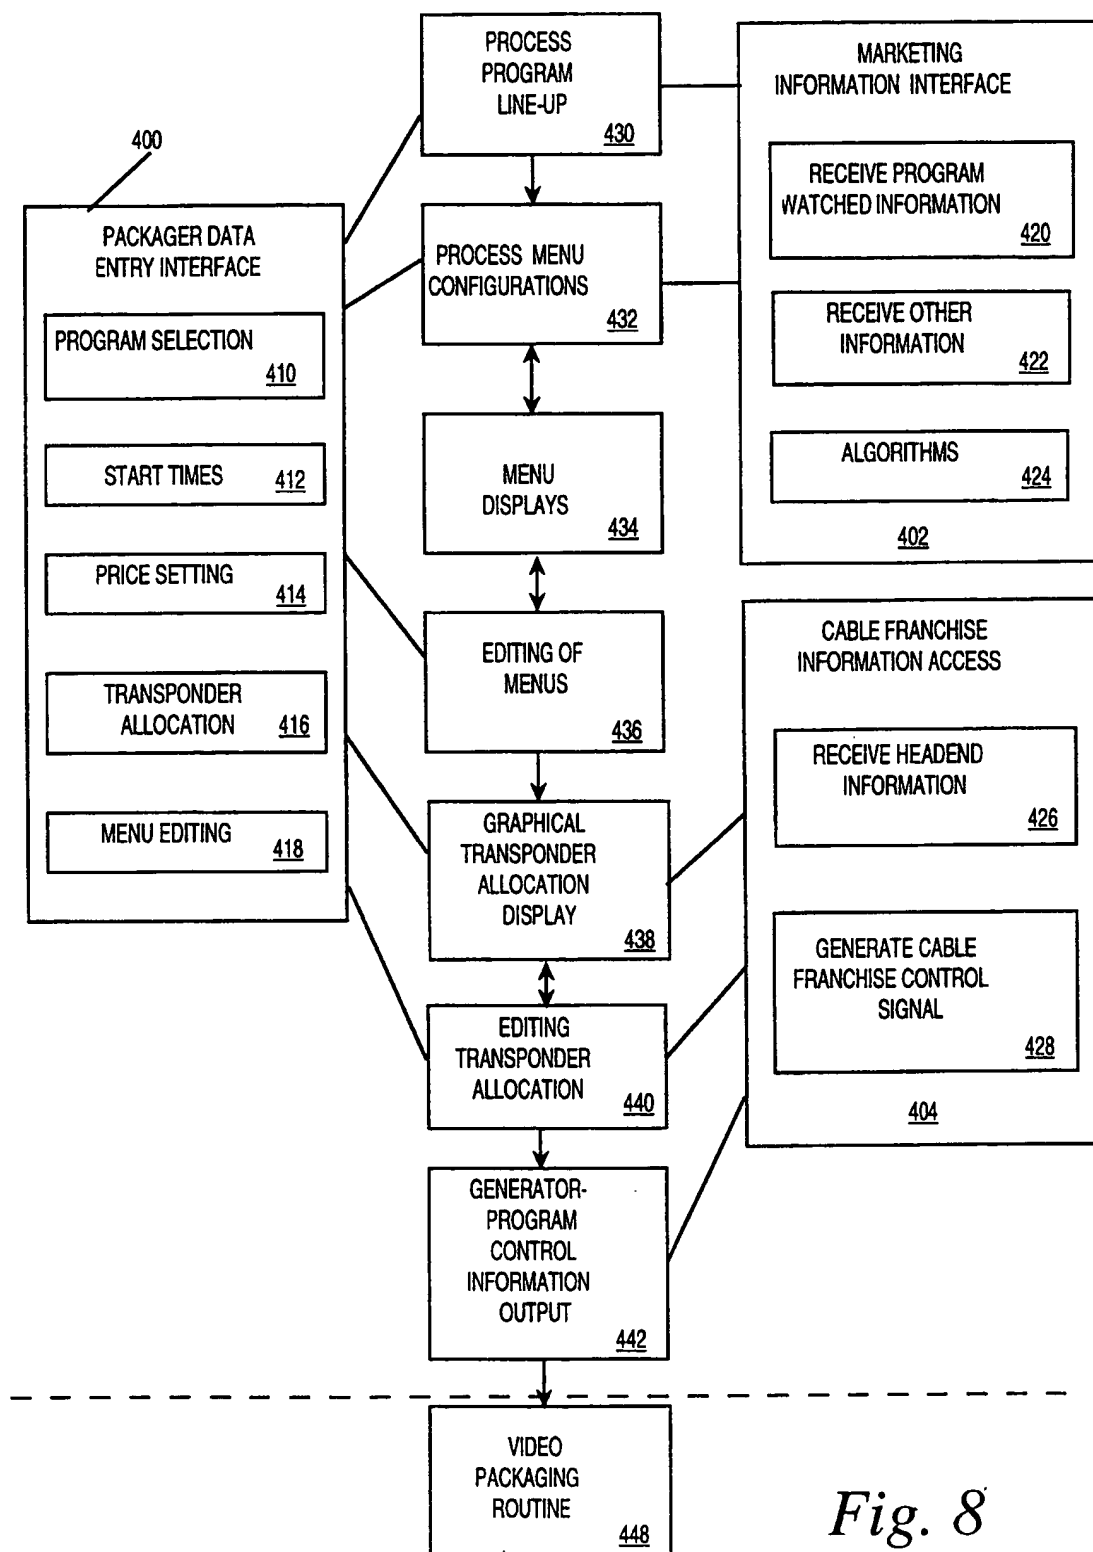 400
PACKAGER DATA
ENTRY INTERFACE
PROGRAM SELECTION
410
START TIMES
412
PRICE SETTING
414
TRANSPONDER
ALLOCATION
416
MENU EDITING
418
PROCESS
PROGRAM
LINE-UP
430
PROCESS MENU
CONFIGURATIONS
432
MENU
DISPLAYS
434
EDITING OF
MENUS
436
GRAPHICAL
TRANSPONDER
ALLOCATION
DISPLAY
438
EDITING
TRANSPONDER
ALLOCATION
440
GENERATOR-
PROGRAM
CONTROL
INFORMATION
OUTPUT
442
VIDEO
PACKAGING
ROUTINE
448
MARKETING
INFORMATION INTERFACE
RECEIVE PROGRAM
WATCHED INFORMATION
420
RECEIVE OTHER
INFORMATION
422
ALGORITHMS
424
402
CABLE FRANCHISE
INFORMATION ACCESS
RECEIVE HEADEND
INFORMATION
426
GENERATE CABLE
FRANCHISE CONTROL
SIGNAL
428
404
Fig. 8